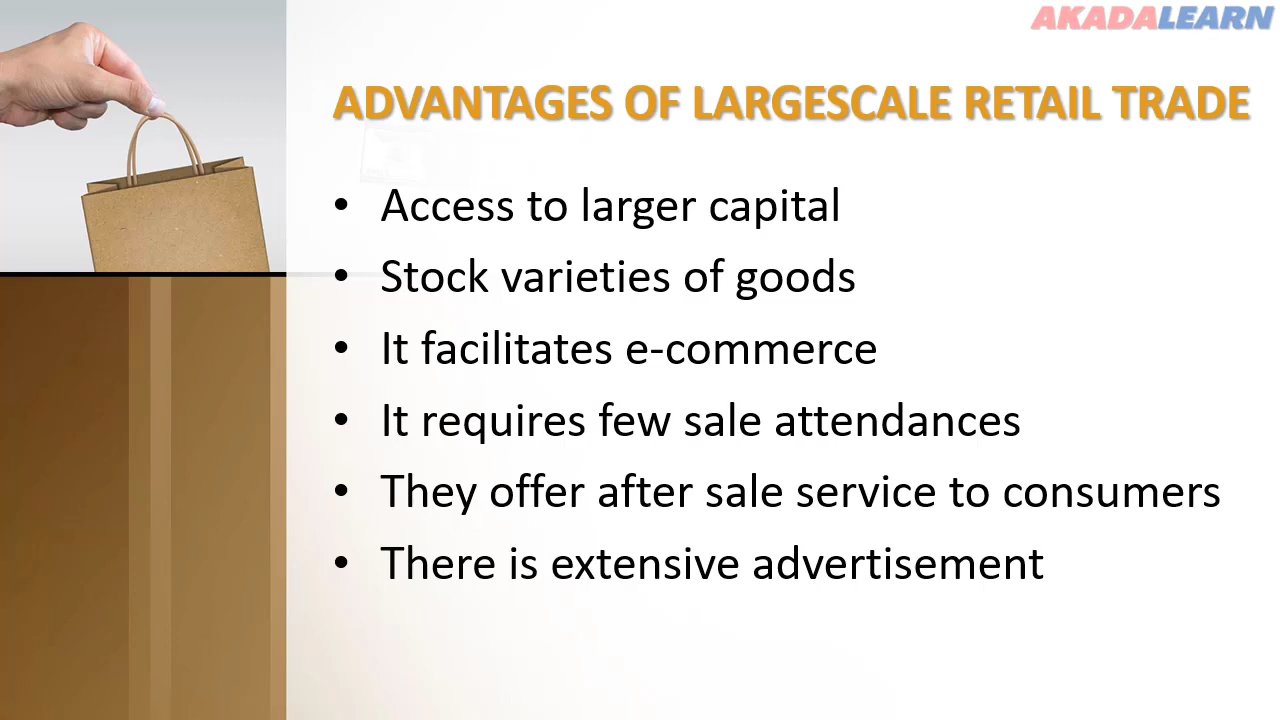 AKADALEARN
ADVANTAGES OF LARGESCALE RETAIL TRADE
• Access to larger capital
• Stock varieties of goods
• It facilitates e-commerce
• It requires few sale attendances
• They offer after sale service to consumers
• There is extensive advertisement